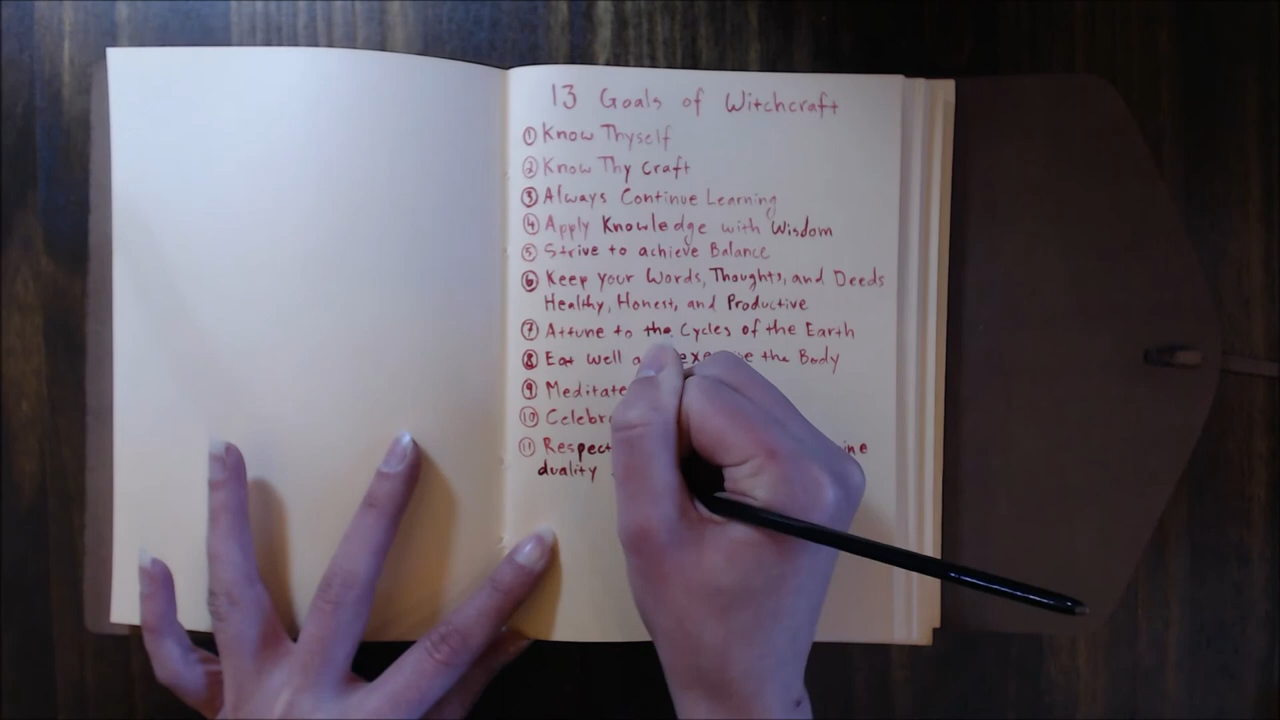 13 Goals of Witchcraft
① Know Thyself
② Know Thy Craft
③ Always Continue Learning
④ Apply Knowledge with Wisdom
⑤ Strive to achieve Balance
⑥ Keep your Words, Thoughts, and Deeds
Healthy, Honest, and Productive
⑦ Attune to the Cycles of the Earth
⑧ Eat Well the Body
⑨ Meditate
⑩
⑪ Respect
duality